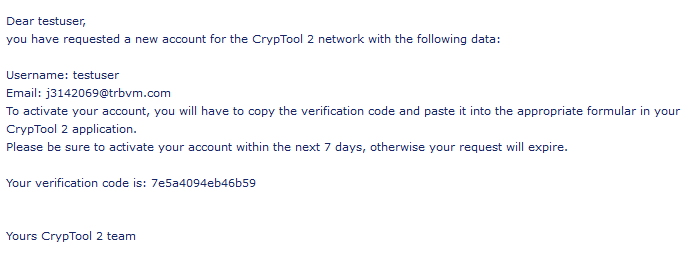 Dear testuser,
you have requested a new account for the CrypTool 2 network with the following data:
Username: testuser
Email: j3142069@trbvm.com
To activate your account, you will have to copy the verification code and paste it into the appropriate formular in your
CrypTool 2 application.
Please be sure to activate your account within the next 7 days, otherwise your request will expire.
Your verification code is: 7e5a4094eb46b59
Yours CrypTool 2 team